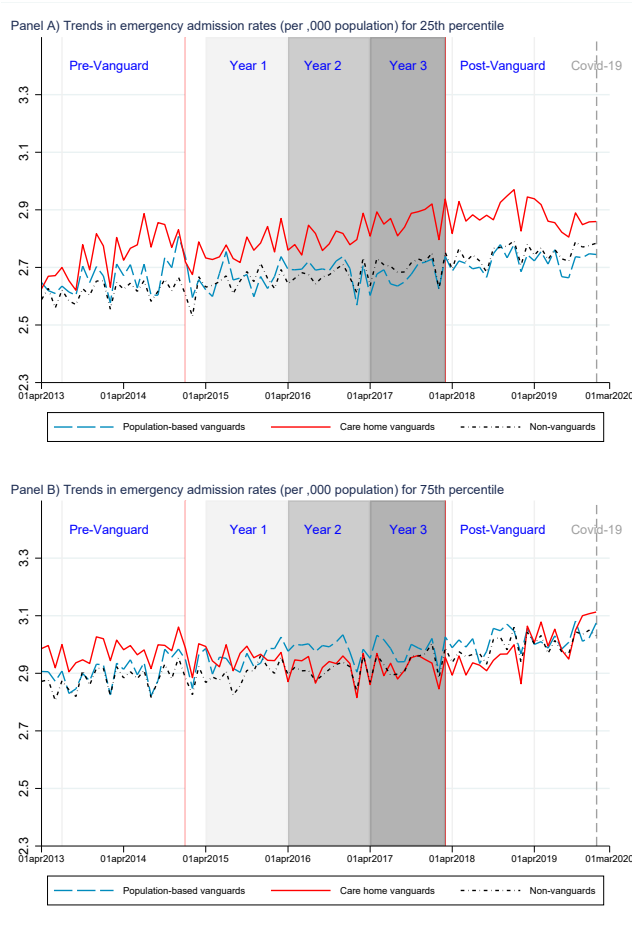 Panel A) Trends in emergency admission rates (per ,000 population) for 25th percentile
Pre-Vanguard Year 1 Year 2 Year 3 Post-Vanguard Covid-19
3.3
3.1
2.9
2.7
2.5
2.3
01apr2013 01apr2014 01apr2015 01apr2016 01apr2017 01apr2018 01apr2019 01mar2020
Population-based vanguards Care home vanguards Non-vanguards
Panel B) Trends in emergency admission rates (per ,000 population) for 75th percentile
Pre-Vanguard Year 1 Year 2 Year 3 Post-Vanguard Covid-19
3.3
3.1
2.9
2.7
2.5
2.3
01apr2013 01apr2014 01apr2015 01apr2016 01apr2017 01apr2018 01apr2019 01mar2020
Population-based vanguards Care home vanguards Non-vanguards